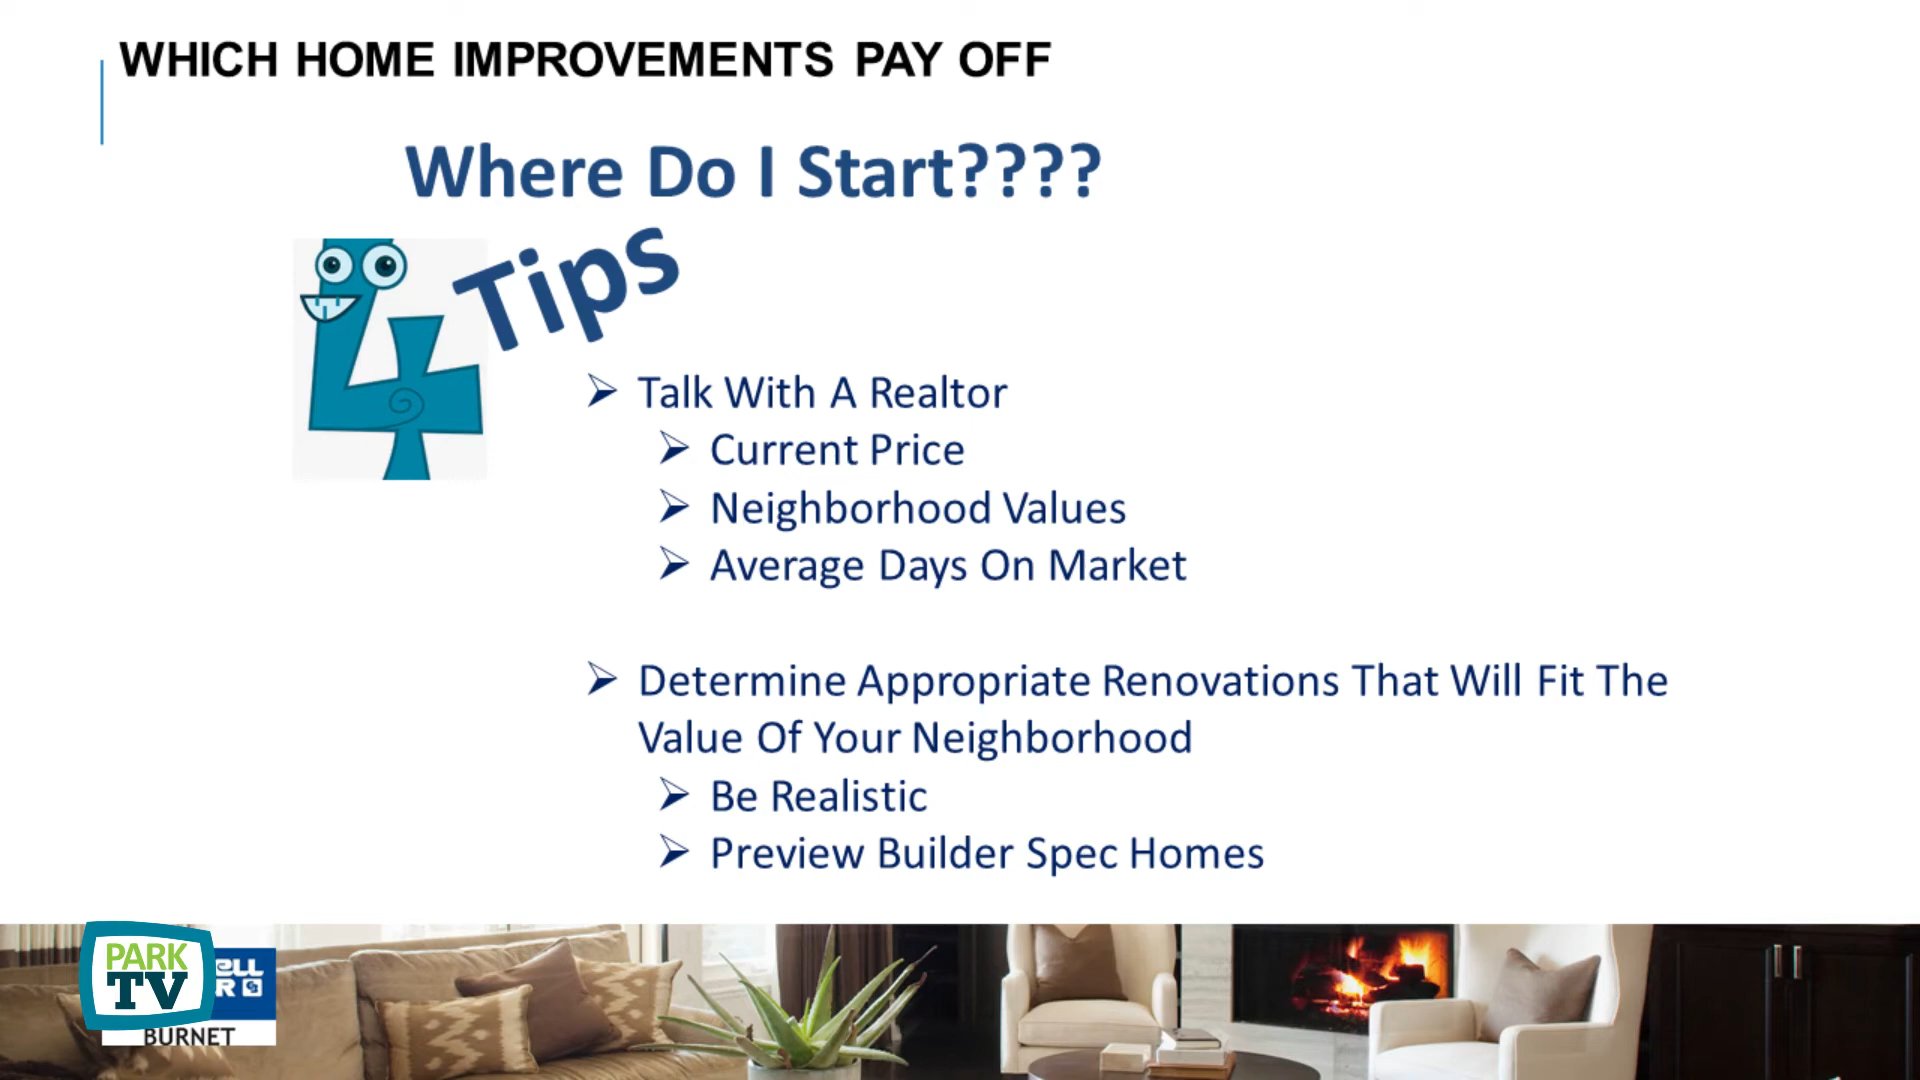 WHICH HOME IMPROVEMENTS PAY OFF
Where Do I Start????
4 Tips
Talk With A Realtor
Current Price
Neighborhood Values
Average Days On Market
Determine Appropriate Renovations That Will Fit The
Value Of Your Neighborhood
Be Realistic
Preview Builder Spec Homes
PARK
TV
BURNET